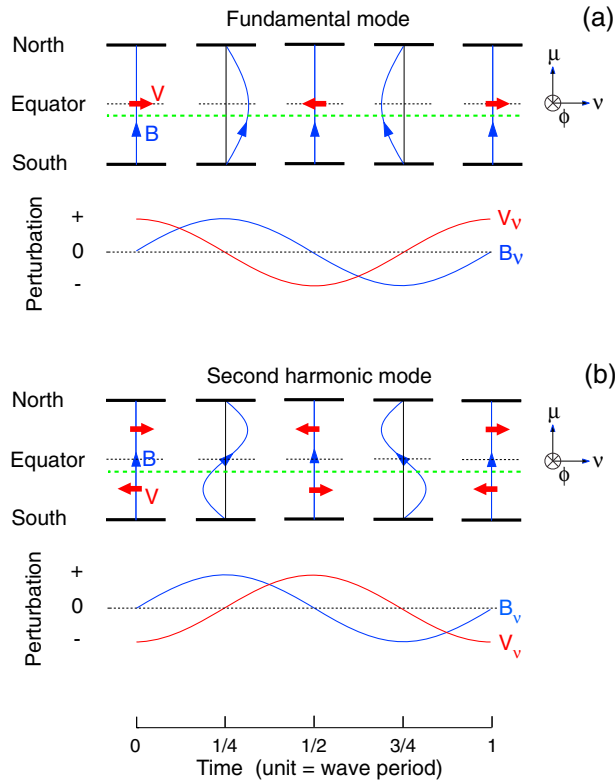 Fundamental mode (a)
North
Equator
South
V
B
μ
ν
ϕ
Perturbation
+
0
-
Vν
Bν
Second harmonic mode (b)
North
Equator
South
B
V
μ
ν
ϕ
Perturbation
+
0
-
Bν
Vν
0 1/4 1/2 3/4 1
Time (unit = wave period)